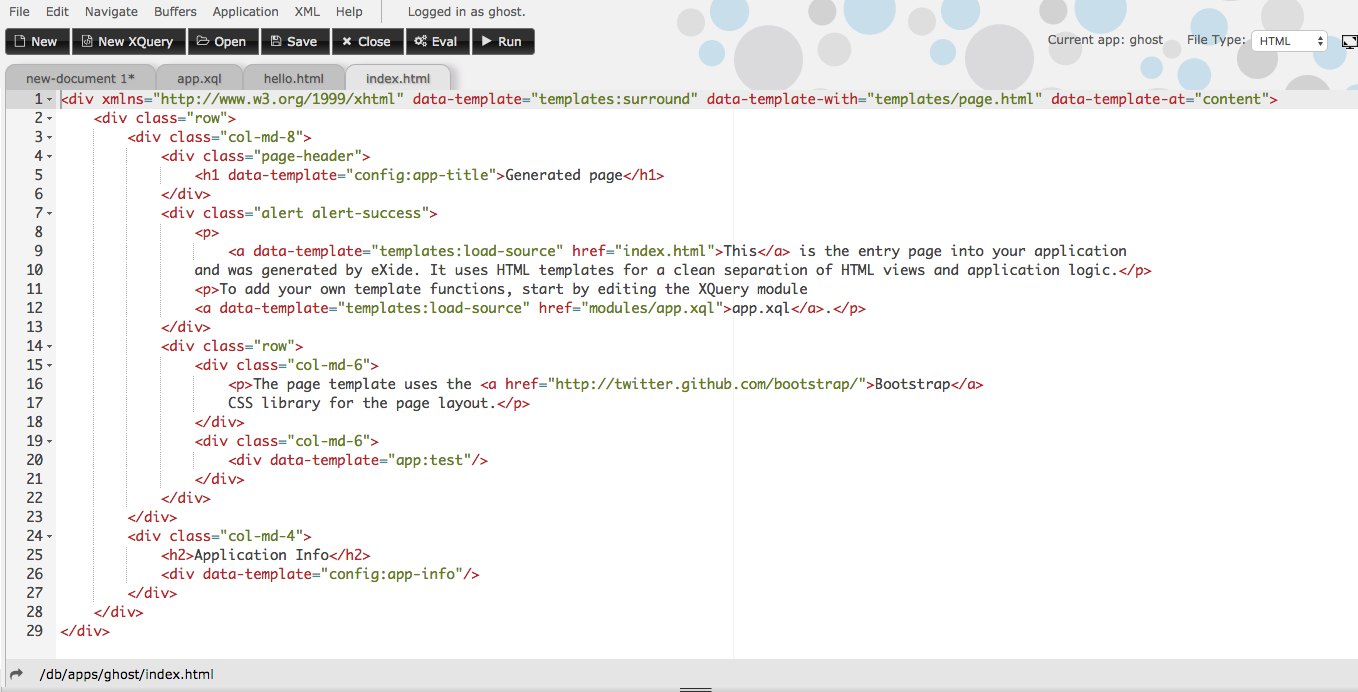 File Edit Navigate Buffers Application XML Help Logged in as ghost.
New New XQuery Open Save Close Eval Run Current app: ghost File Type: HTML
new-document 1* app.xql hello.html index.html
1 <div xmlns="http://www.w3.org/1999/xhtml" data-template="templates:surround" data-template-with="templates/page.html" data-template-at="content">
2 <div class="row">
3 <div class="col-md-8">
4 <div class="page-header">
5 <h1 data-template="config:app-title">Generated page</h1>
6 </div>
7 <div class="alert alert-success">
8 <p>
9 <a data-template="templates:load-source" href="index.html">This</a> is the entry page into your application
10 and was generated by eXide. It uses HTML templates for a clean separation of HTML views and application logic.</p>
11 <p>To add your own template functions, start by editing the XQuery module
12 <a data-template="templates:load-source" href="modules/app.xql">app.xql</a>.</p>
13 </div>
14 <div class="row">
15 <div class="col-md-6">
16 <p>The page template uses the <a href="http://twitter.github.com/bootstrap/">Bootstrap</a>
17 CSS library for the page layout.</p>
18 </div>
19 <div class="col-md-6">
20 <div data-template="app:test"/>
21 </div>
22 </div>
23 </div>
24 <div class="col-md-4">
25 <h2>Application Info</h2>
26 <div data-template="config:app-info"/>
27 </div>
28 </div>
29 </div>
/db/apps/ghost/index.html